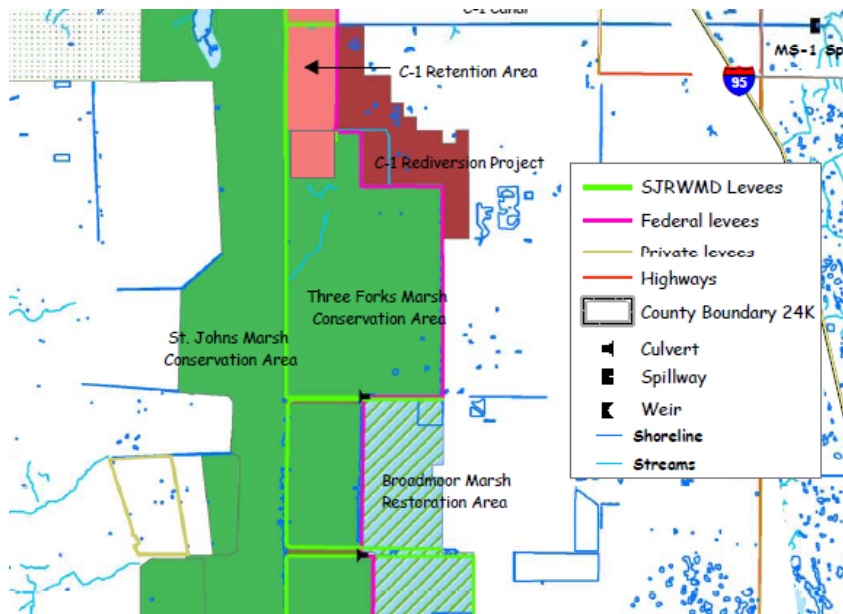 C-1 Canal
MS-1 Sp
95
C-1 Retention Area
C-1 Rediversion Project
SJRWMD Levees
Federal levees
Private levees
Highways
County Boundary 24K
Culvert
Spillway
Weir
Shoreline
Streams
Three Forks Marsh
Conservation Area
St. Johns Marsh
Conservation Area
Broadmoor Marsh
Restoration Area